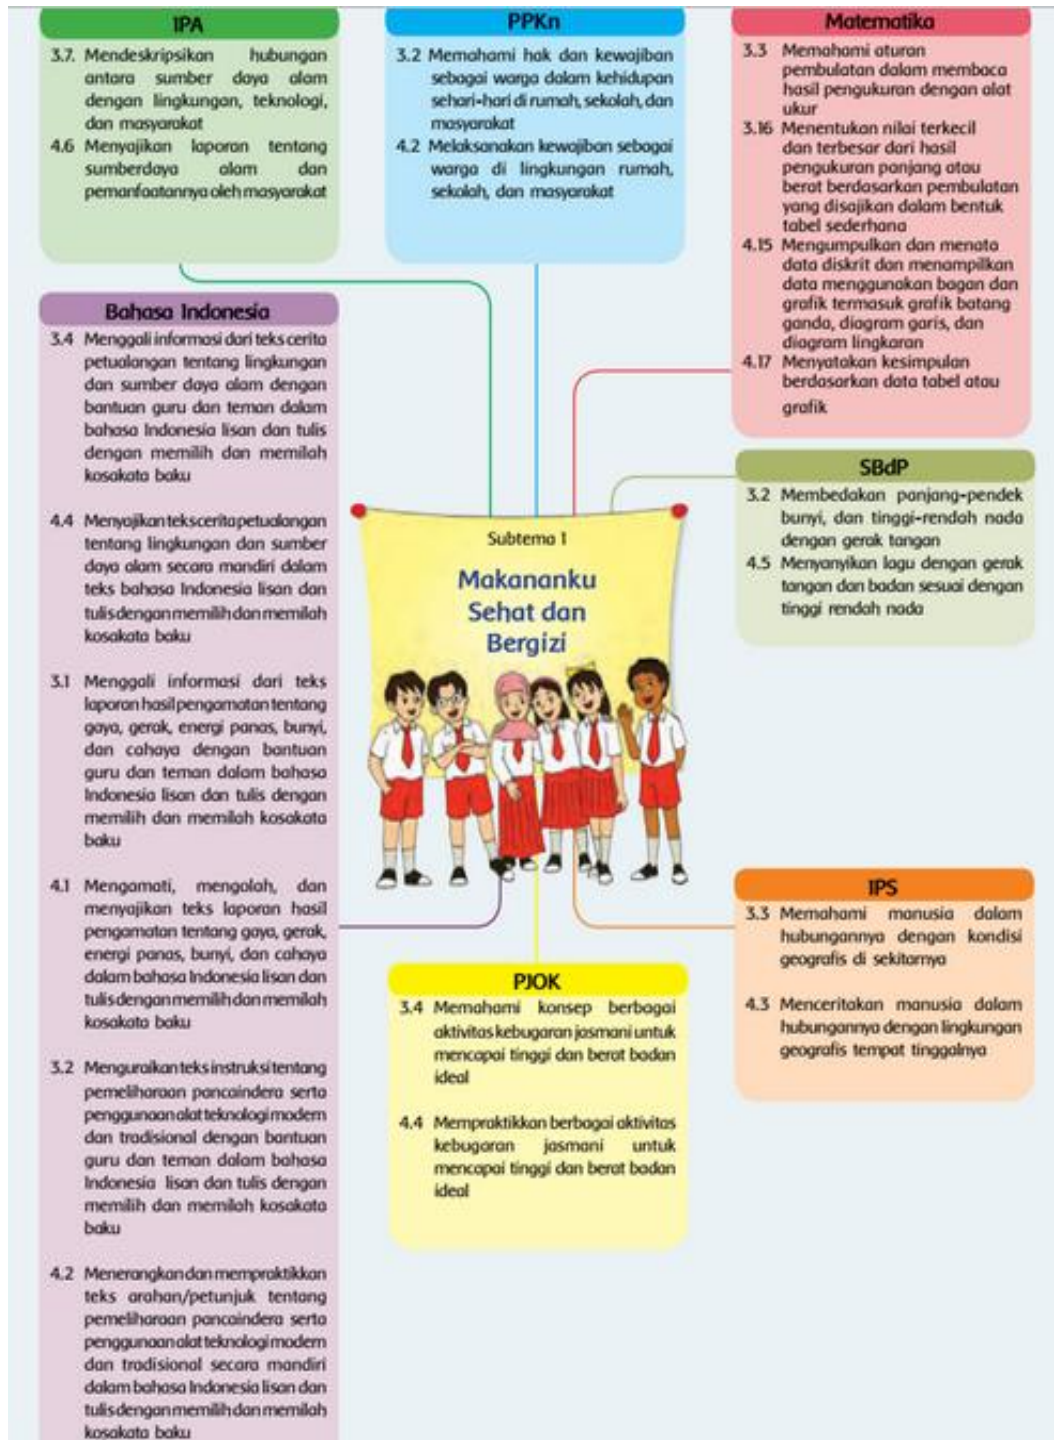 IPA
3.7. Mendeskripsikan hubungan
antara sumber daya alam
dengan lingkungan, teknologi,
dan masyarakat
4.6 Menyajikan laporan tentang
sumberdaya alam dan
pemanfaatannya oleh masyarakat
PPKn
3.2 Memahami hak dan kewajiban
sebagai warga dalam kehidupan
sehari-hari di rumah, sekolah, dan
masyarakat
4.2 Melaksanakan kewajiban sebagai
warga di lingkungan rumah,
sekolah, dan masyarakat
Matematika
3.3 Memahami aturan
pembulatan dalam membaca
hasil pengukuran dengan alat
ukur
3.16 Menentukan nilai terkecil
dan terbesar dari hasil
pengukuran panjang atau
berat berdasarkan pembulatan
yang disajikan dalam bentuk
tabel sederhana
4.15 Mengumpulkan dan menata
data diskrit dan menampilkan
data menggunakan bagan dan
grafik termasuk grafik batang
ganda, diagram garis, dan
diagram lingkaran
4.17 Menyatakan kesimpulan
berdasarkan data tabel atau
grafik
Bahasa Indonesia
3.4 Menggali informasi dari teks cerita
petualangan tentang lingkungan
dan sumber daya alam dengan
bantuan guru dan teman dalam
bahasa Indonesia lisan dan tulis
dengan memilih dan memilah
kosakata baku
4.4 Menyajikan teks cerita petualangan
tentang lingkungan dan sumber
daya alam secara mandiri dalam
teks bahasa Indonesia lisan dan
tulis dengan memilih dan memilah
kosakata baku
3.1 Menggali informasi dari teks
laporan hasil pengamatan tentang
gaya, gerak, energi panas, bunyi,
dan cahaya dengan bantuan
guru dan teman dalam bahasa
Indonesia lisan dan tulis dengan
memilih dan memilah kosakata
baku
4.1 Mengamati, mengolah, dan
menyajikan teks laporan hasil
pengamatan tentang gaya, gerak,
energi panas, bunyi, dan cahaya
dalam bahasa Indonesia lisan dan
tulis dengan memilih dan memilah
kosakata baku
3.2 Menguraikan teks instruksi tentang
pemeliharaan pancaindera serta
penggunaan alat teknologi modern
dan tradisional dengan bantuan
guru dan teman dalam bahasa
Indonesia lisan dan tulis dengan
memilih dan memilah kosakata
baku
4.2 Menerangkan dan mempraktikkan
teks arahan/petunjuk tentang
pemeliharaan pancaindera serta
penggunaan alat teknologi modern
dan tradisional secara mandiri
dalam bahasa Indonesia lisan dan
tulis dengan memilih dan memilah
kosakata baku
SBdP
3.2 Membedakan panjang-pendek
bunyi, dan tinggi-rendah nada
dengan gerak tangan
4.5 Menyanyikan lagu dengan gerak
tangan dan badan sesuai dengan
tinggi rendah nada
Subtema 1
Makananku
Sehat dan
Bergizi
IPS
3.3 Memahami manusia dalam
hubungannya dengan kondisi
geografis di sekitarnya
4.3 Menceritakan manusia dalam
hubungannya dengan lingkungan
geografis tempat tinggalnya
PJOK
3.4 Memahami konsep berbagai
aktivitas kebugaran jasmani untuk
mencapai tinggi dan berat badan
ideal
4.4 Mempraktikkan berbagai aktivitas
kebugaran jasmani untuk
mencapai tinggi dan berat badan
ideal